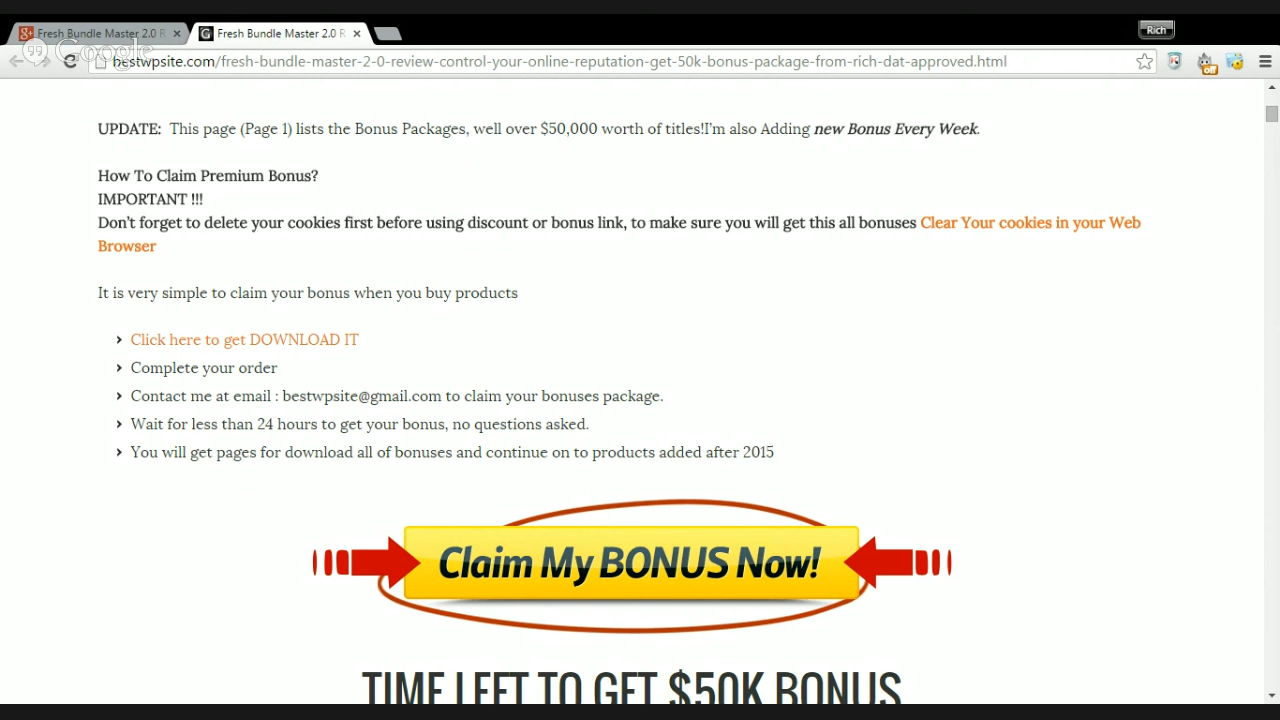 Fresh Bundle Master 2.0 R
Fresh Bundle Master 2.0 R
Rich
Google
bestwpsite.com/fresh-bundle-master-2-0-review-control-your-online-reputation-get-50k-bonus-package-from-rich-dat-approved.html
off
UPDATE: This page (Page 1) lists the Bonus Packages, well over $50,000 worth of titles!I'm also Adding new Bonus Every Week.
How To Claim Premium Bonus?
IMPORTANT !!!
Don't forget to delete your cookies first before using discount or bonus link, to make sure you will get this all bonuses Clear Your cookies in your Web
Browser
It is very simple to claim your bonus when you buy products
Click here to get DOWNLOAD IT
Complete your order
Contact me at email : bestwpsite@gmail.com to claim your bonuses package.
Wait for less than 24 hours to get your bonus, no questions asked.
You will get pages for download all of bonuses and continue on to products added after 2015
Claim My BONUS Now!
TIME LEFT TO GET $50K BONUS